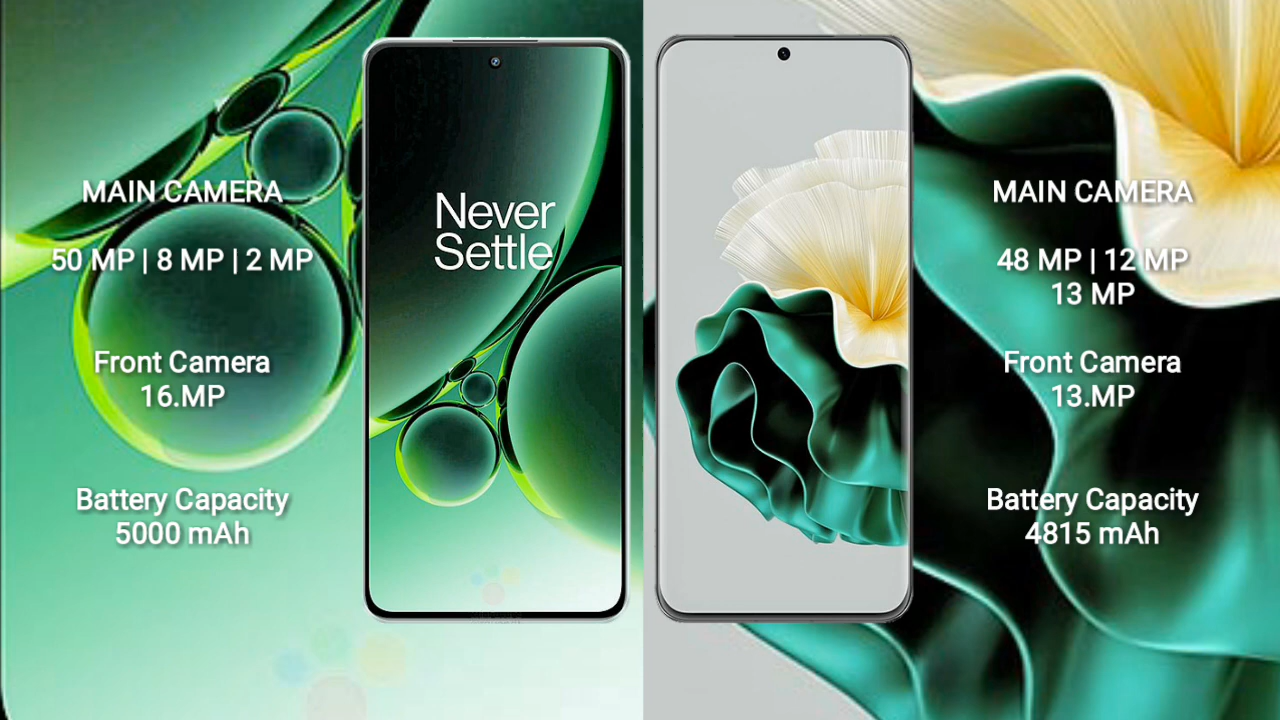 MAIN CAMERA
50 MP | 8 MP | 2 MP
Front Camera
16.MP
Battery Capacity
5000 mAh
Never
Settle
MAIN CAMERA
48 MP | 12 MP
13 MP
Front Camera
13.MP
Battery Capacity
4815 mAh